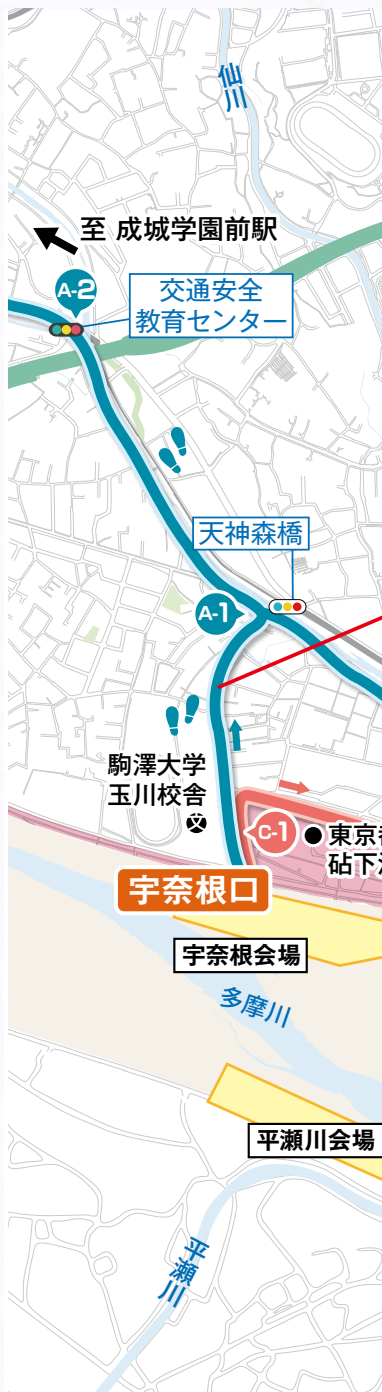 仙川
至 成城学園前駅
A-2
交通安全
教育センター
天神森橋
A-1
駒澤大学
玉川校舎
文
C-1
東京
砧下
宇奈根口
宇奈根会場
多摩川
平瀬川会場
平瀬川